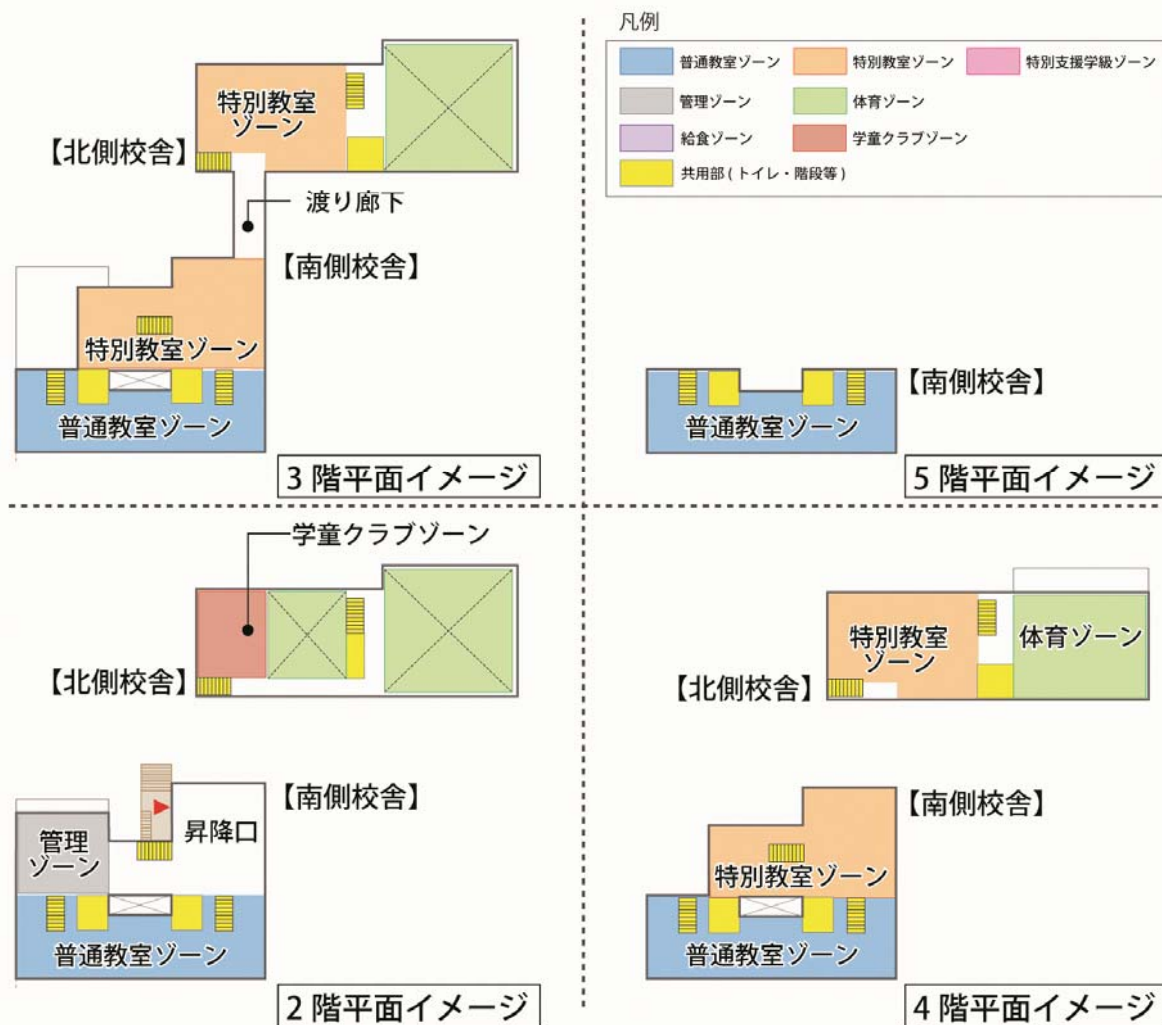 特別教室
ゾーン
【北側校舎】
渡り廊下
【南側校舎】
特別教室ゾーン
普通教室ゾーン
3 階平面イメージ
凡例
普通教室ゾーン
特別教室ゾーン
特別支援学級ゾーン
管理ゾーン
体育ゾーン
給食ゾーン
学童クラブゾーン
共用部 ( トイレ・階段等 )
【南側校舎】
普通教室ゾーン
5 階平面イメージ
学童クラブゾーン
【北側校舎】
【南側校舎】
昇降口
管理
ゾーン
普通教室ゾーン
2 階平面イメージ
特別教室
ゾーン
体育ゾーン
【北側校舎】
【南側校舎】
特別教室ゾーン
普通教室ゾーン
4 階平面イメージ